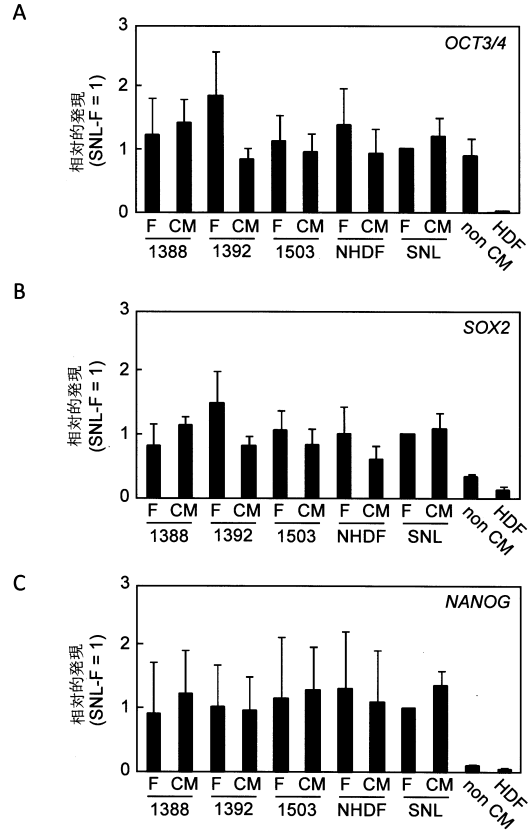 A
OCT3/4
相対的発現
(SNL-F = 1)
3
2
1
0
F CM F CM F CM F CM F CM non CM HDF
1388 1392 1503 NHDF SNL
B
SOX2
相対的発現
(SNL-F = 1)
3
2
1
0
F CM F CM F CM F CM F CM non CM HDF
1388 1392 1503 NHDF SNL
C
NANOG
相対的発現
(SNL-F = 1)
3
2
1
0
F CM F CM F CM F CM F CM non CM HDF
1388 1392 1503 NHDF SNL